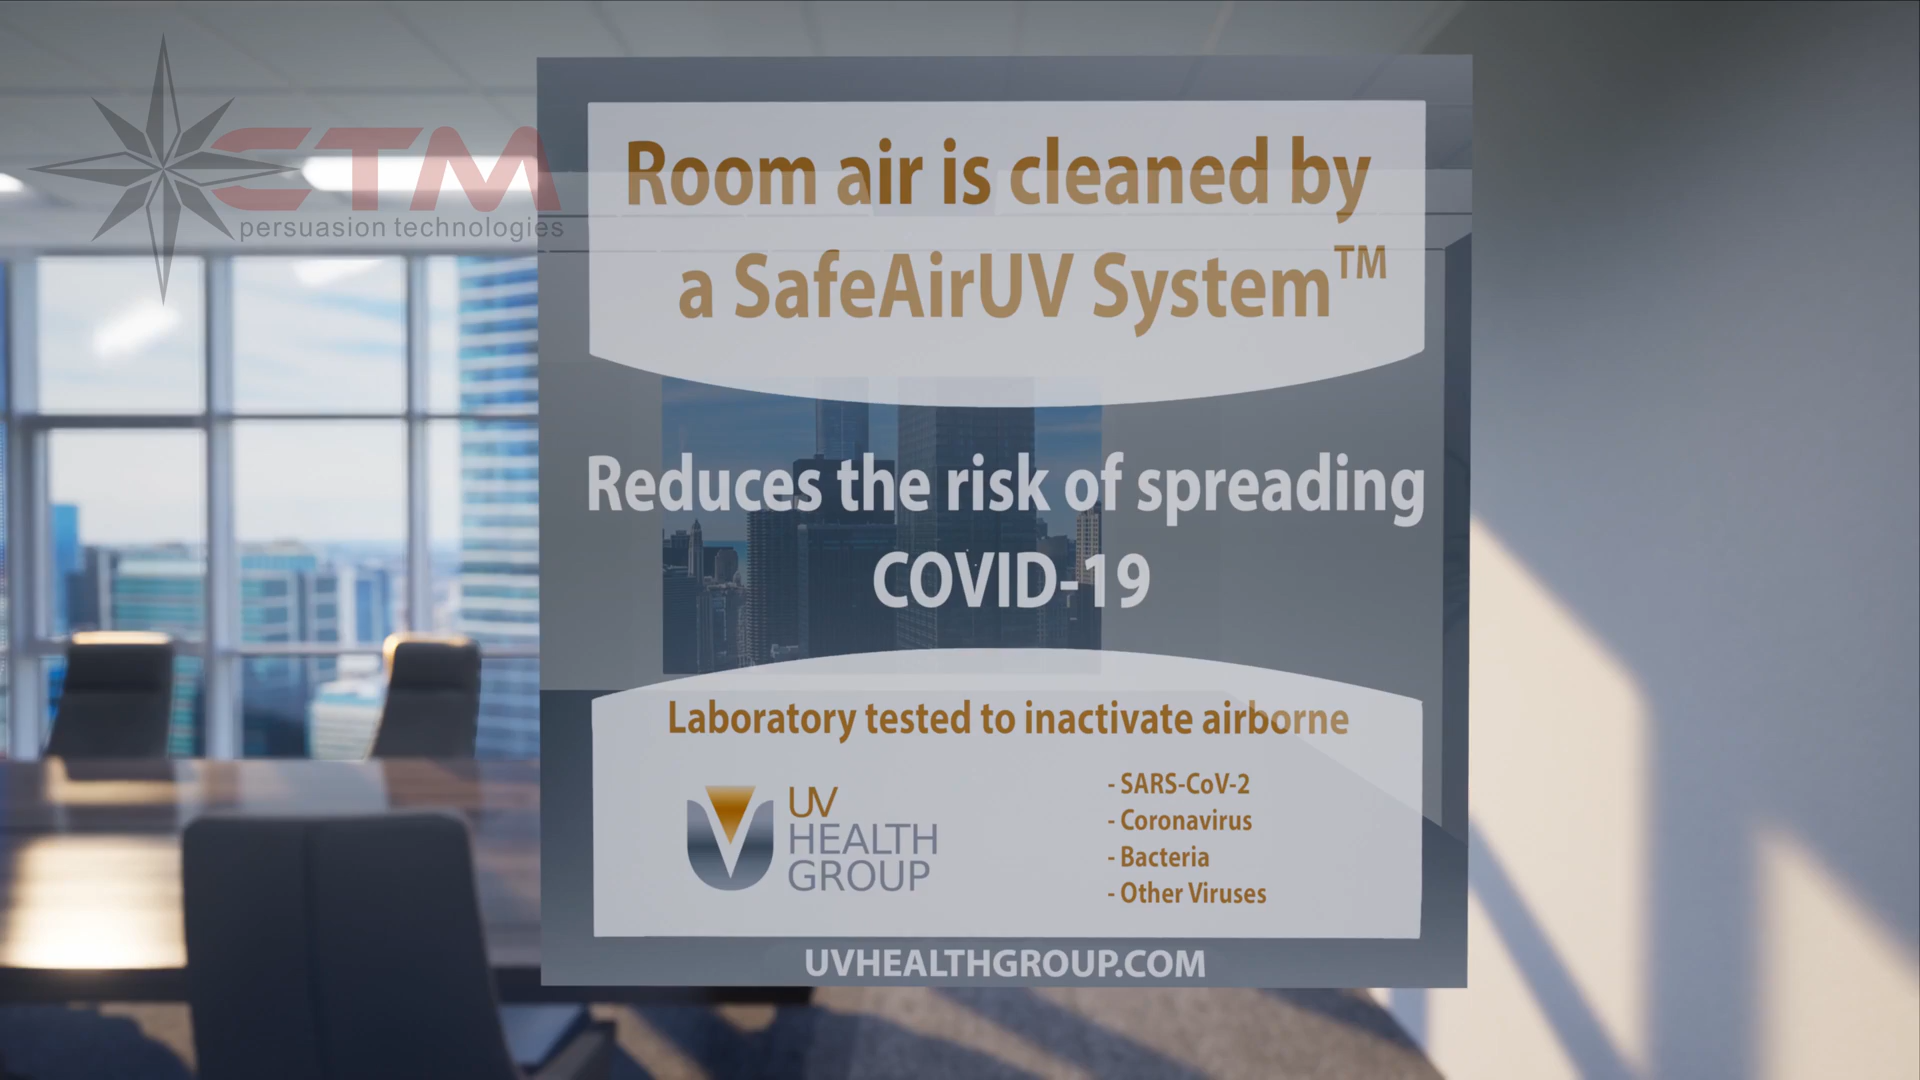 CTM
persuasion technologies
Room air is cleaned by
a SafeAirUV System™
Reduces the risk of spreading
COVID-19
Laboratory tested to inactivate airborne
UV
HEALTH
GROUP
- SARS-CoV-2
- Coronavirus
- Bacteria
- Other Viruses
UVHEALTHGROUP.COM